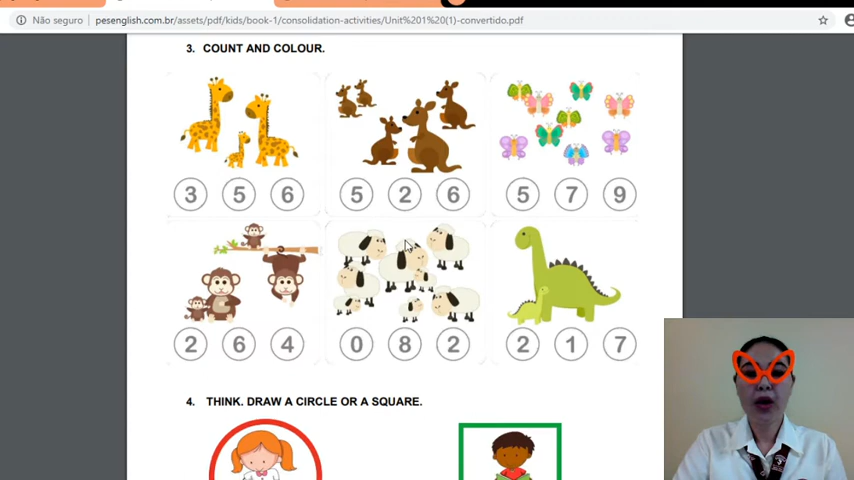 Não seguro
pesenglish.com.br/assets/pdf/kids/book-1/consolidation-activities/Unit%201%20(1)-convertido.pdf
3. COUNT AND COLOUR.
3 5 6
5 2 6
5 7 9
2 6 4
0 8 2
2 1 7
4. THINK. DRAW A CIRCLE OR A SQUARE.